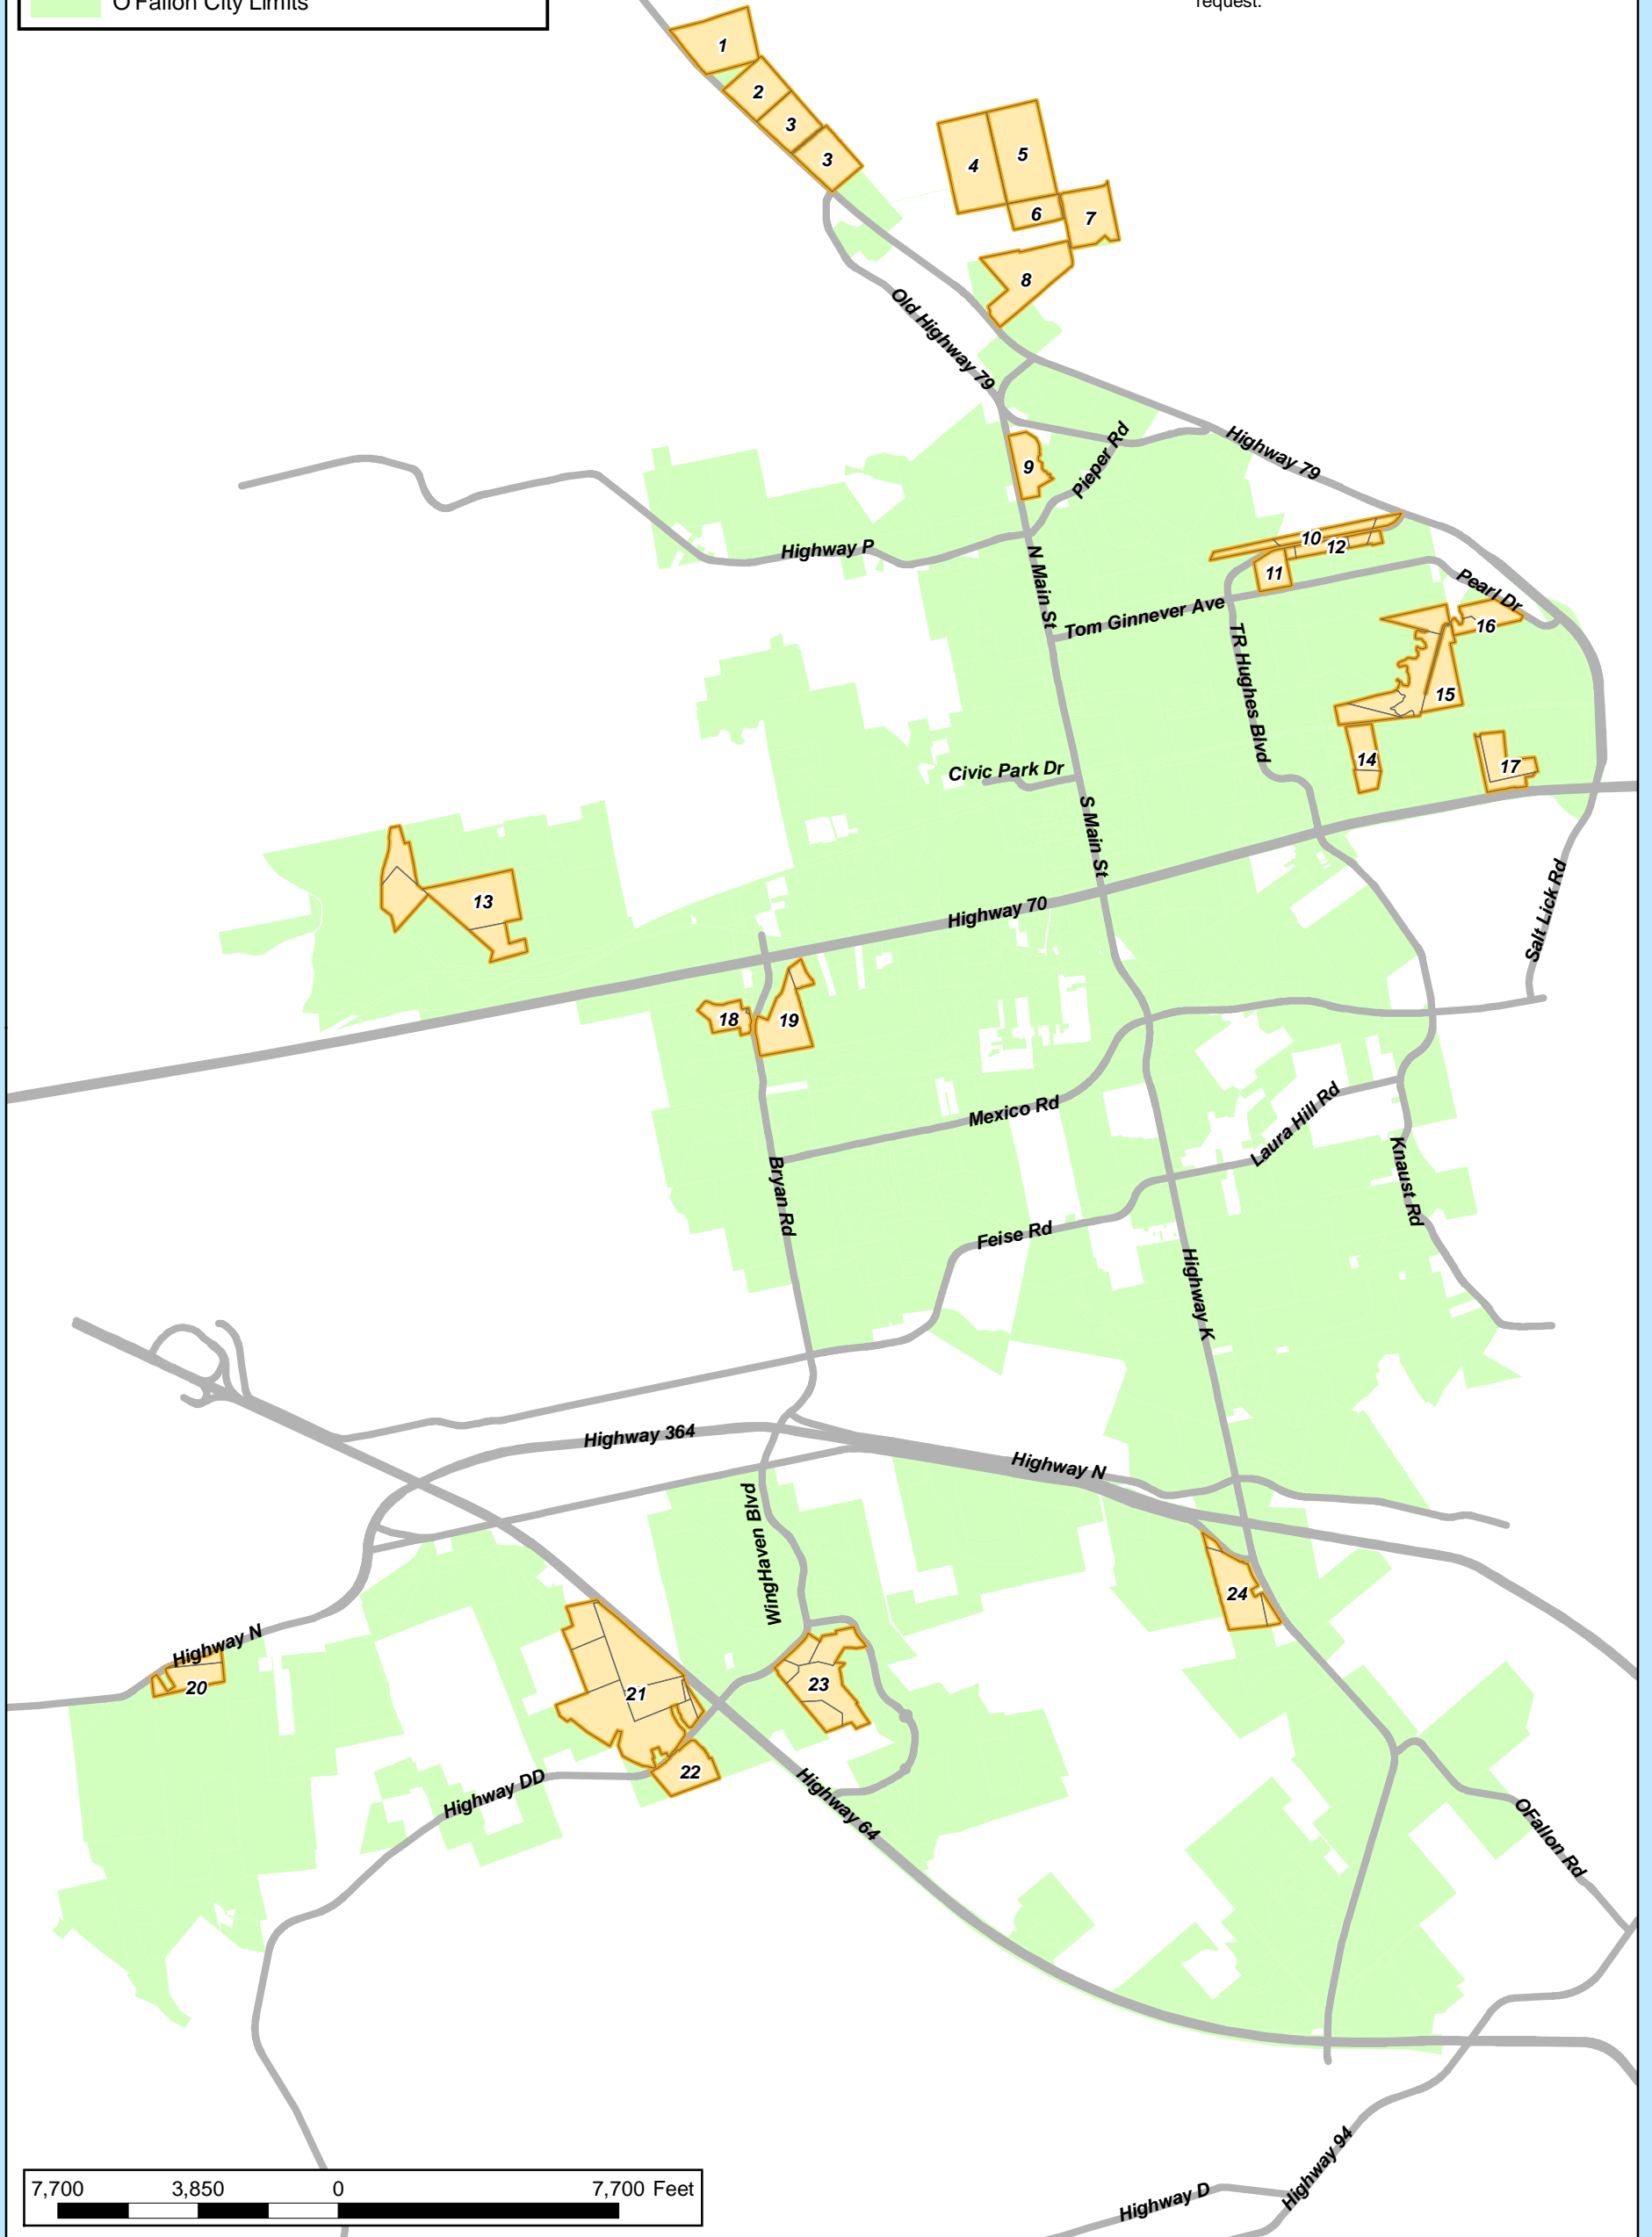 O'Fallon City Limits
request.
1
2
3
3
4
5
6
7
8
Old Highway 79
Highway 79
9
Pieper Rd
10
12
11
Highway P
N Main St
Tom Ginnever Ave
Pearl Dr
16
TR Hughes Blvd
15
14
17
Civic Park Dr
S Main St
Salt Lick Rd
13
Highway 70
18
19
Mexico Rd
Laura Hill Rd
Bryan Rd
Knaust Rd
Feise Rd
Highway K
Highway 364
Highway N
WingHaven Blvd
24
Highway N
20
21
23
22
Highway DD
Highway 64
OFallon Rd
Highway 94
Highway D
7,700 3,850 0 7,700 Feet